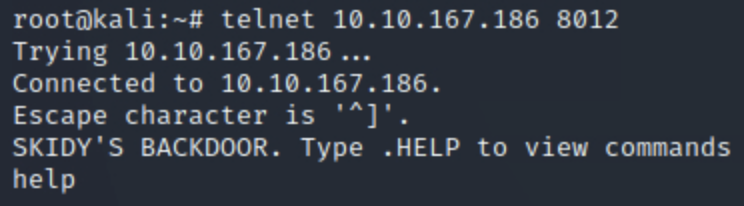 root@kali:~# telnet 10.10.167.186 8012
Trying 10.10.167.186...
Connected to 10.10.167.186.
Escape character is '^]'.
SKIDY'S BACKDOOR. Type .HELP to view commands
help